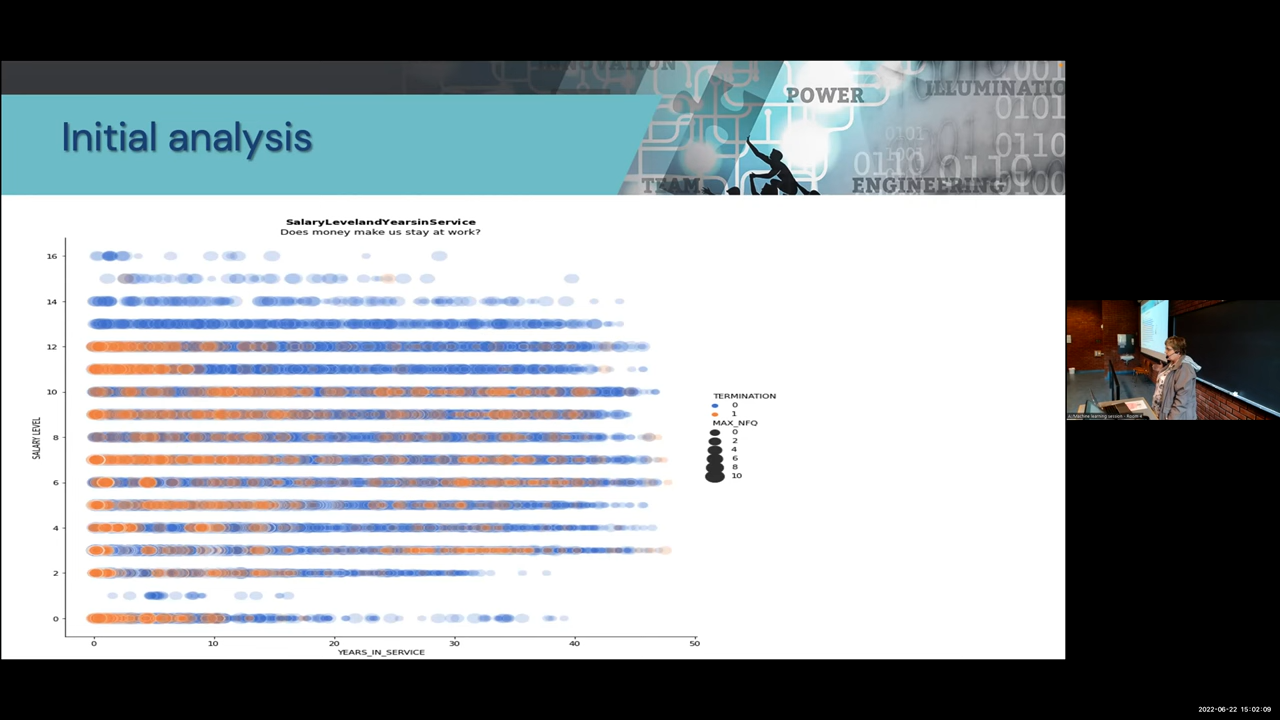 INNOVATION
POWER
ILLUMINATIO
TEAM
ENGINEERING
Initial analysis
SalaryLevelandYearsinService
Does money make us stay at work?
16
14
12
10
8
6
4
2
0
SALARY LEVEL
0 10 20 30 40 50
YEARS_IN_SERVICE
TERMINATION
0
1
MAX_NFQ
0
2
4
6
8
10
2022-06-22 15:02:09